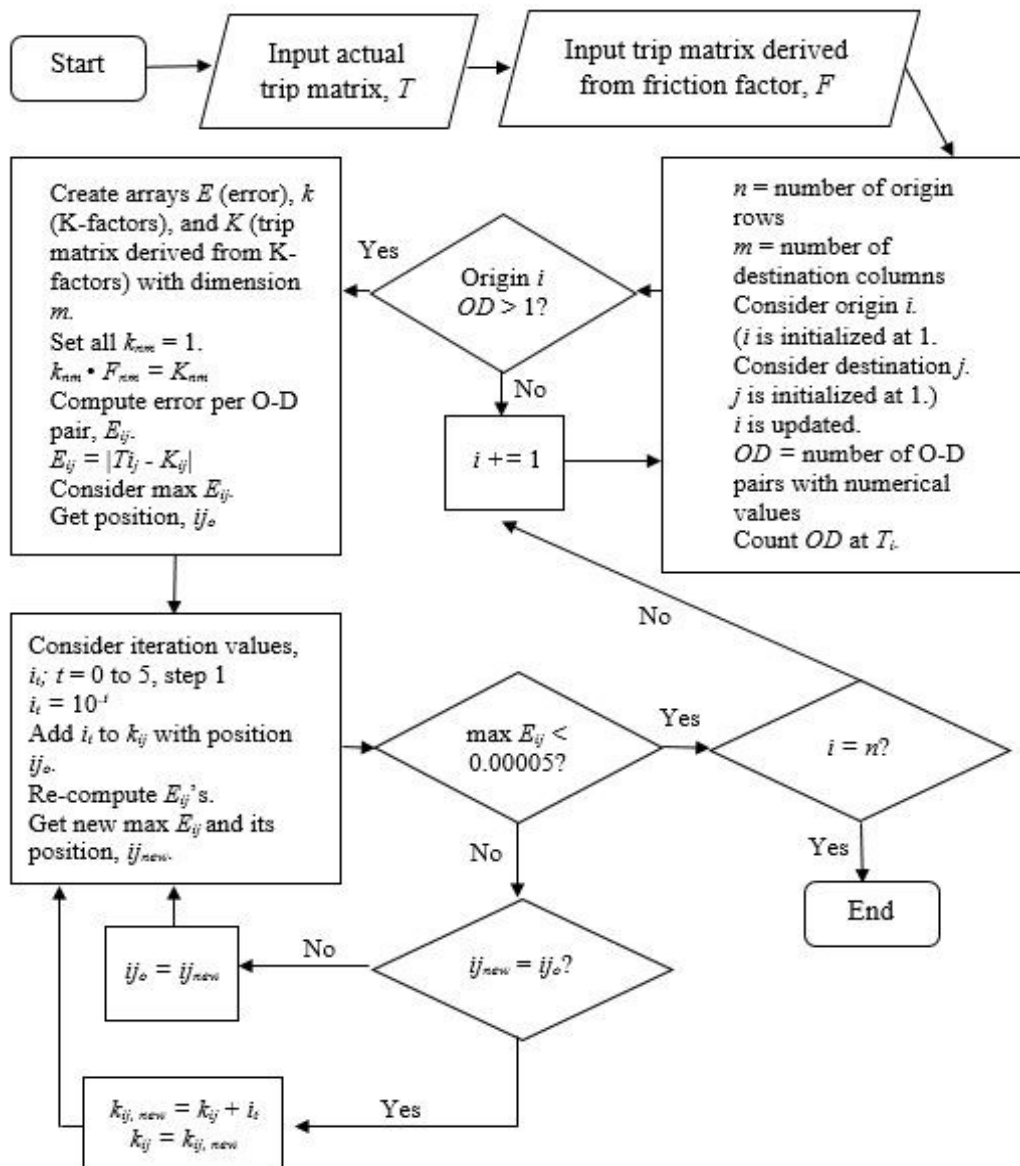 Start
Input actual
trip matrix, T
Input trip matrix derived
from friction factor, F
n = number of origin
rows
m = number of
destination columns
Consider origin i.
(i is initialized at 1.
Consider destination j.
j is initialized at 1.)
i is updated.
OD = number of O-D
pairs with numerical
values
Count OD at Tᵢ.
Origin i
OD > 1?
Yes
No
i += 1
Create arrays E (error), k
(K-factors), and K (trip
matrix derived from K-
factors) with dimension
m.
Set all kₙₘ = 1.
kₙₘ • Fₙₘ = Kₙₘ
Compute error per O-D
pair, Eᵢⱼ.
Eᵢⱼ = |Tiⱼ - Kᵢⱼ|
Consider max Eᵢⱼ.
Get position, ijₒ
Consider iteration values,
iₜ; t = 0 to 5, step 1
iₜ = 10⁻ᵗ
Add iₜ to kᵢⱼ with position
ijₒ.
Re-compute Eᵢⱼ's.
Get new max Eᵢⱼ and its
position, ijnew.
max Eᵢⱼ <
0.00005?
Yes
No
i = n?
No
Yes
End
ijnew = ijₒ?
No
ijₒ = ijnew
Yes
kij, new = kᵢⱼ + iₜ
kᵢⱼ = kij, new